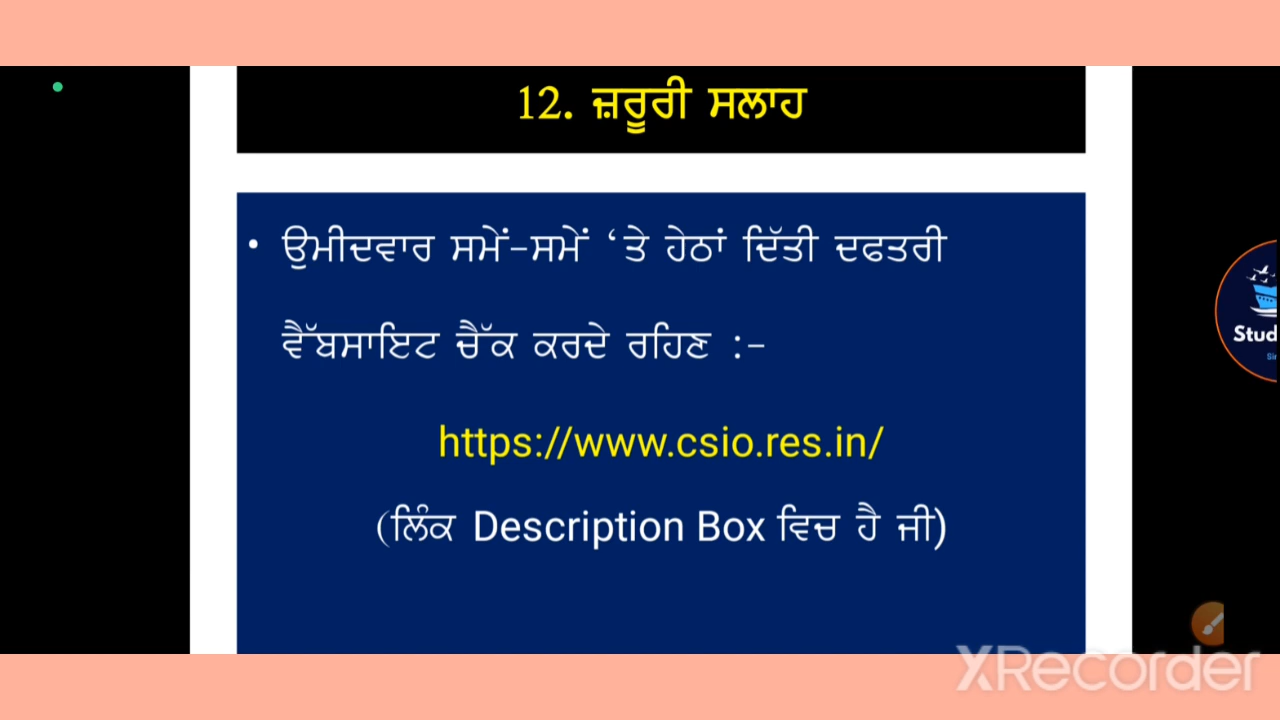 12. ਜ਼ਰੂਰੀ ਸਲਾਹ
• ਉਮੀਦਵਾਰ ਸਮੇਂ-ਸਮੇਂ ‘ਤੇ ਹੇਠਾਂ ਦਿੱਤੀ ਦਫਤਰੀ
ਵੈੱਬਸਾਇਟ ਚੈੱਕ ਕਰਦੇ ਰਹਿਣ :-
https://www.csio.res.in/
(ਲਿੰਕ Description Box ਵਿਚ ਹੈ ਜੀ)
Stud
XRecorder